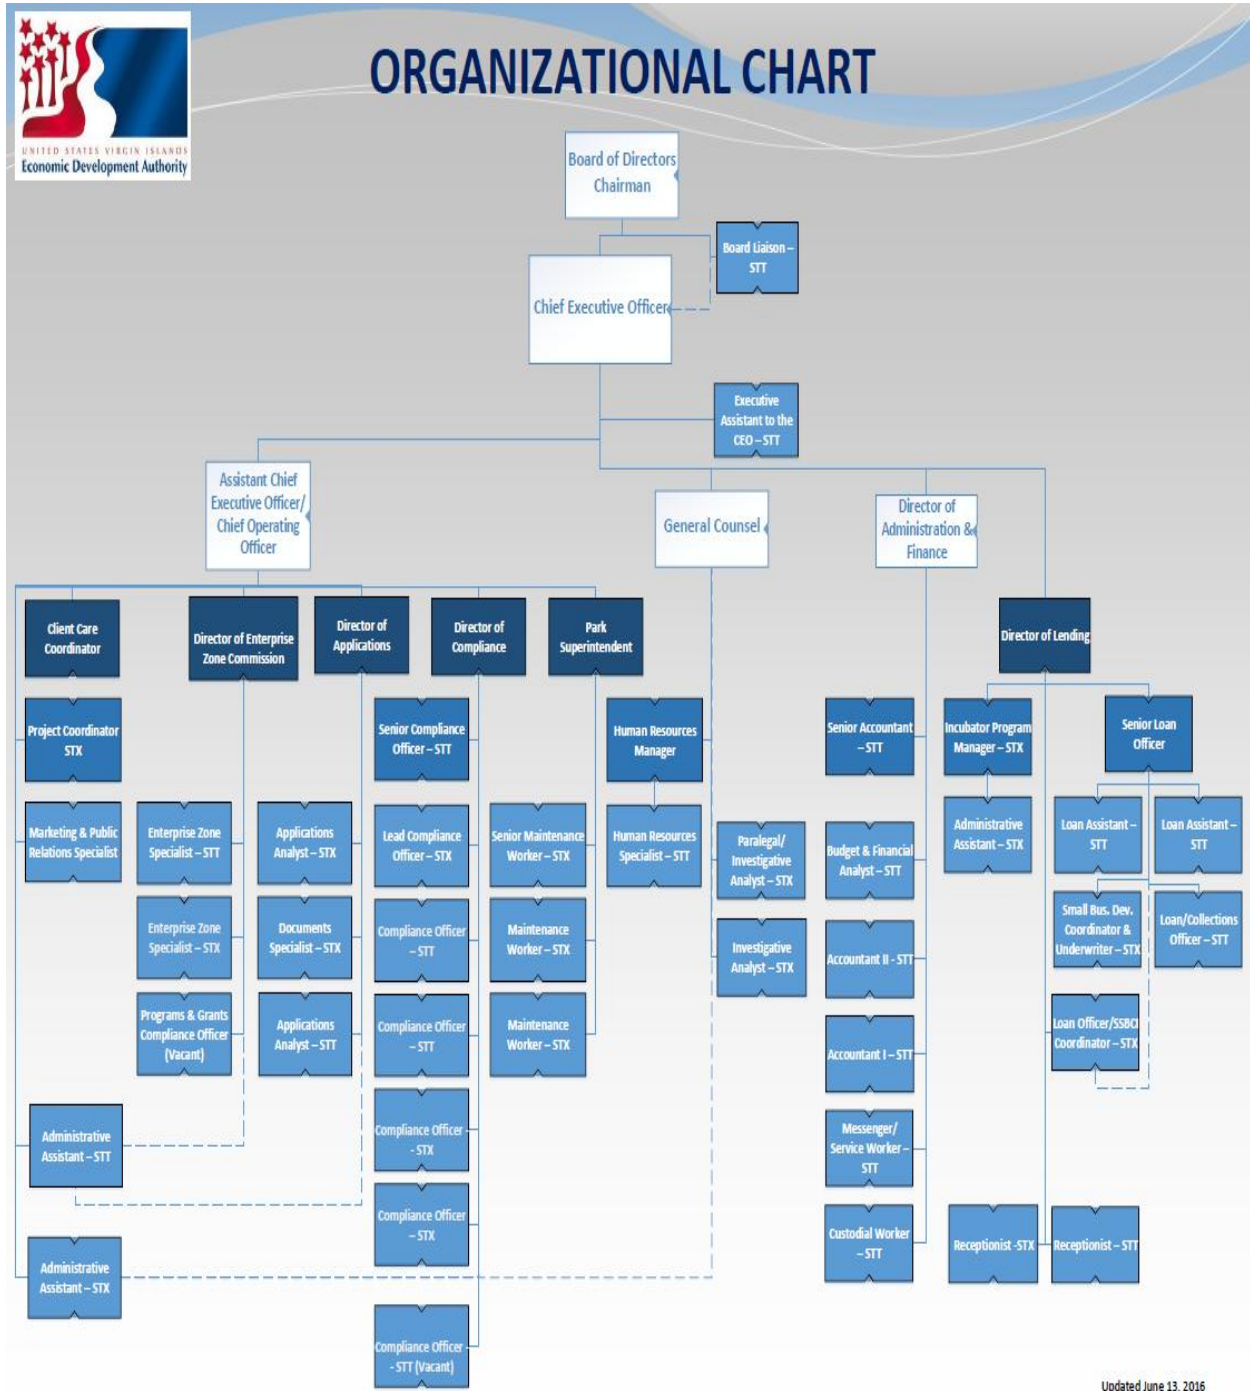 ORGANIZATIONAL CHART
UNITED STATES VIRGIN ISLANDS
Economic Development Authority
Board of Directors
Chairman
Board Liaison –
STT
Chief Executive Officer
Executive
Assistant to the
CEO – STT
Assistant Chief
Executive Officer/
Chief Operating
Officer
General Counsel
Director of
Administration &
Finance
Client Care
Coordinator
Director of Enterprise
Zone Commission
Director of
Applications
Director of
Compliance
Park
Superintendent
Director of Lending
Project Coordinator
STX
Senior Compliance
Officer – STT
Human Resources
Manager
Senior Accountant
– STT
Incubator Program
Manager – STX
Senior Loan
Officer
Marketing & Public
Relations Specialist
Enterprise Zone
Specialist – STT
Applications
Analyst – STX
Lead Compliance
Officer – STX
Senior Maintenance
Worker – STX
Human Resources
Specialist – STT
Paralegal/
Investigative
Analyst – STX
Budget & Financial
Analyst – STT
Administrative
Assistant – STX
Loan Assistant –
STT
Loan Assistant –
STT
Enterprise Zone
Specialist – STX
Documents
Specialist – STX
Compliance Officer
– STT
Maintenance
Worker – STX
Investigative
Analyst – STX
Accountant II - STT
Small Bus. Dev.
Coordinator &
Underwriter – STX
Loan/Collections
Officer – STT
Programs & Grants
Compliance Officer
(Vacant)
Applications
Analyst – STT
Compliance Officer
– STT
Maintenance
Worker – STX
Accountant I – STT
Loan Officer/SSBCI
Coordinator – STX
Administrative
Assistant – STT
Compliance Officer
- STX
Messenger/
Service Worker –
STT
Compliance Officer
– STX
Custodial Worker
– STT
Receptionist -STX
Receptionist – STT
Administrative
Assistant – STX
Compliance Officer
- STT (Vacant)
Updated June 13, 2016